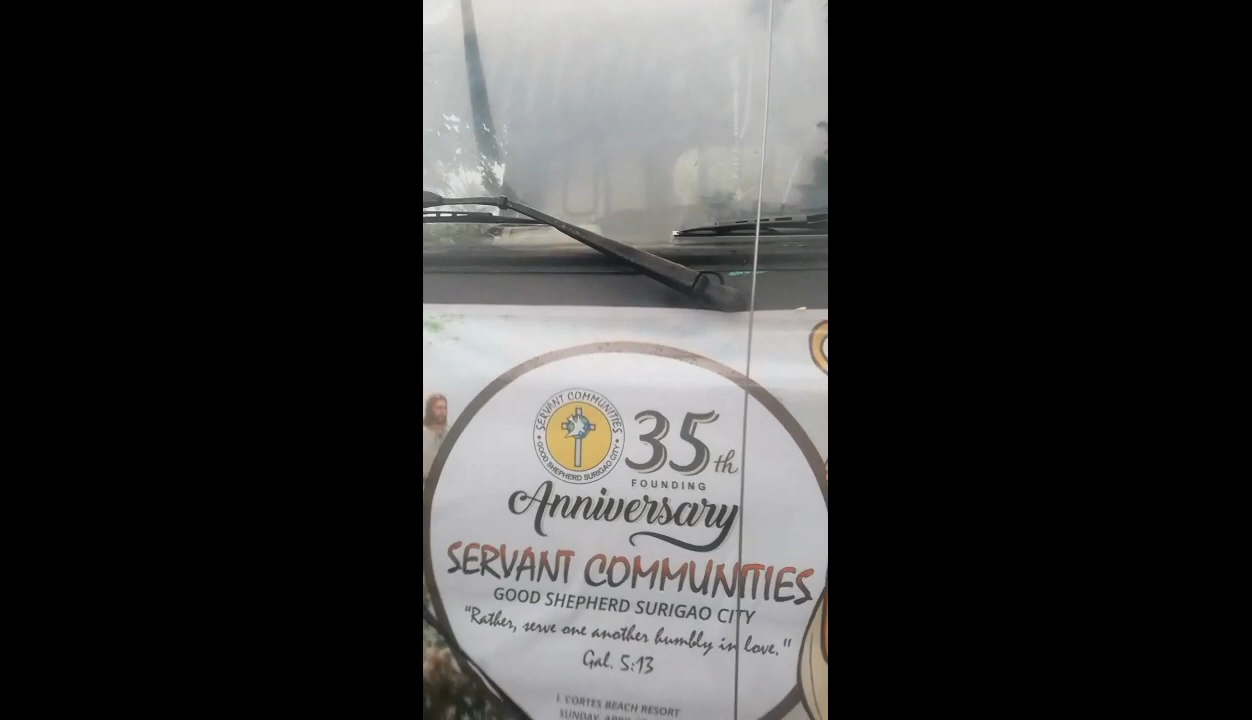 SERVANT COMMUNITIES
GOOD SHEPHERD SURIGAO CITY
35th
FOUNDING
Anniversary
SERVANT COMMUNITIES
GOOD SHEPHERD SURIGAO CITY
"Rather, serve one another humbly in love."
Gal. 5:13
CORTES BEACH RESORT
SUNDAY, APRIL